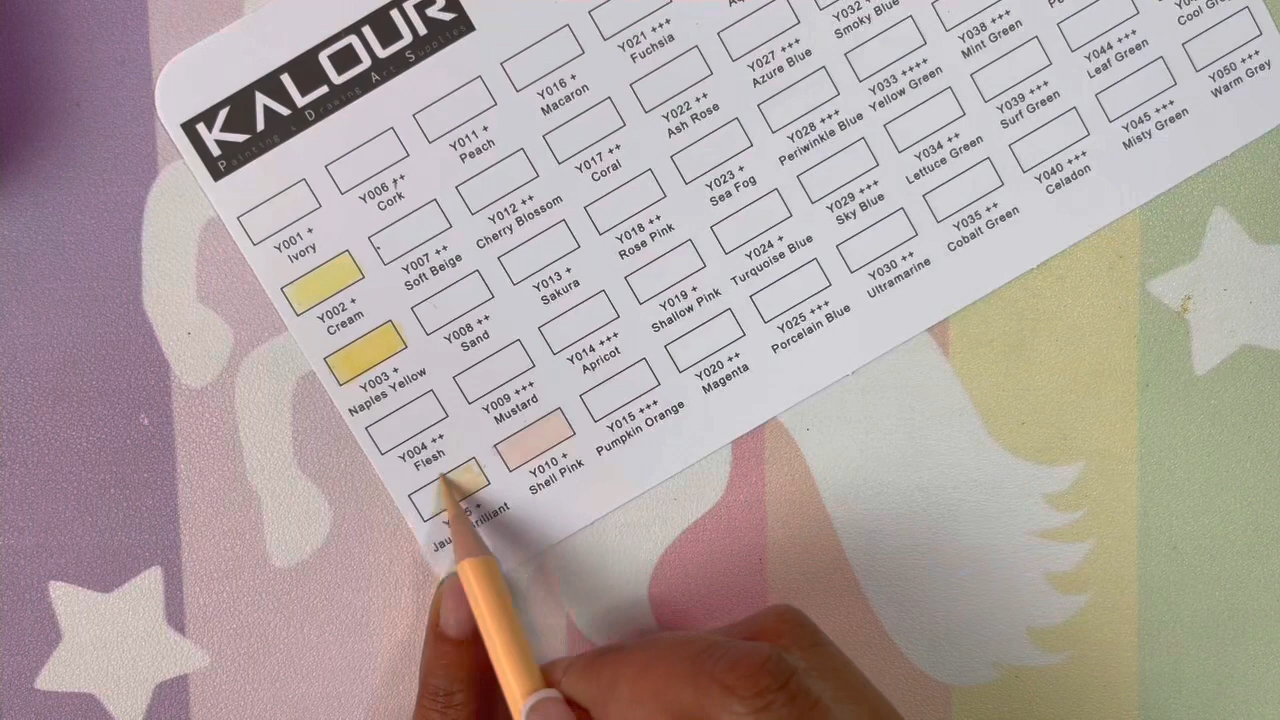 KALOUR
Painting & Drawing Art Supplies
Y001 +
Ivory
Y002 +
Cream
Y003 +
Naples Yellow
Y004 ++
Flesh
Y006 ++
Cork
Y007 ++
Soft Beige
Y008 ++
Sand
Y009 +++
Mustard
Y010 +
Shell Pink
Y011 +
Peach
Y012 ++
Cherry Blossom
Y013 +
Sakura
Y014 +++
Apricot
Y015 +++
Pumpkin Orange
Y016 +
Macaron
Y017 ++
Coral
Y018 ++
Rose Pink
Y019 +
Shallow Pink
Y020 ++
Magenta
Y021 +++
Fuchsia
Y022 ++
Ash Rose
Y023 +
Sea Fog
Y024 +
Turquoise Blue
Y025 +++
Porcelain Blue
Y027 +++
Azure Blue
Y028 +++
Periwinkle Blue
Y029 +++
Sky Blue
Y030 ++
Ultramarine
Smoky Blue
Y033 ++++
Yellow Green
Y034 ++
Lettuce Green
Y035 ++
Cobalt Green
Y038 +++
Mint Green
Y039 +++
Surf Green
Y040 +++
Celadon
Y044 +++
Leaf Green
Y045 +++
Misty Green
Y050 +++
Warm Grey